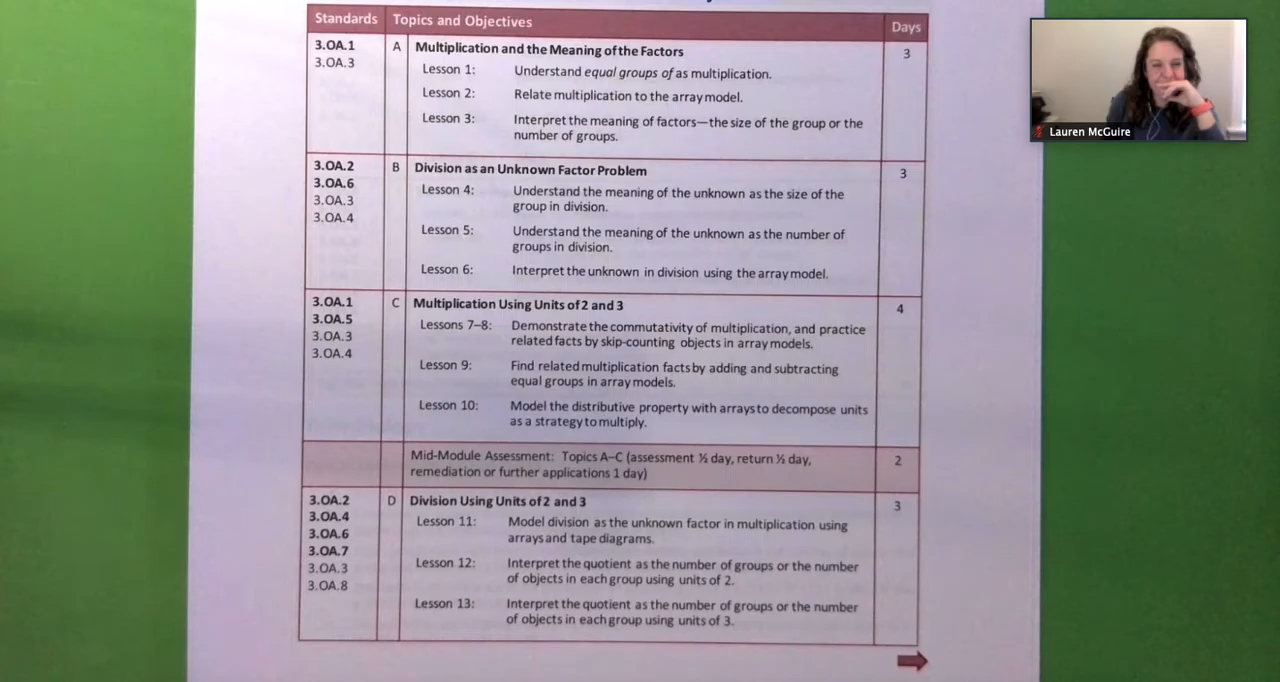 Standards Topics and Objectives Days
3.OA.1 A Multiplication and the Meaning of the Factors 3
3.OA.3
Lesson 1: Understand equal groups of as multiplication.
Lesson 2: Relate multiplication to the array model.
Lesson 3: Interpret the meaning of factors—the size of the group or the
number of groups.
3.OA.2 B Division as an Unknown Factor Problem 3
3.OA.6
3.OA.3
3.OA.4
Lesson 4: Understand the meaning of the unknown as the size of the
group in division.
Lesson 5: Understand the meaning of the unknown as the number of
groups in division.
Lesson 6: Interpret the unknown in division using the array model.
3.OA.1 C Multiplication Using Units of 2 and 3 4
3.OA.5
3.OA.3
3.OA.4
Lessons 7–8: Demonstrate the commutativity of multiplication, and practice
related facts by skip-counting objects in array models.
Lesson 9: Find related multiplication facts by adding and subtracting
equal groups in array models.
Lesson 10: Model the distributive property with arrays to decompose units
as a strategy to multiply.
Mid-Module Assessment: Topics A–C (assessment ½ day, return ½ day, 2
remediation or further applications 1 day)
3.OA.2 D Division Using Units of 2 and 3 3
3.OA.4
3.OA.6
3.OA.7
3.OA.3
3.OA.8
Lesson 11: Model division as the unknown factor in multiplication using
arrays and tape diagrams.
Lesson 12: Interpret the quotient as the number of groups or the number
of objects in each group using units of 2.
Lesson 13: Interpret the quotient as the number of groups or the number
of objects in each group using units of 3.
Lauren McGuire